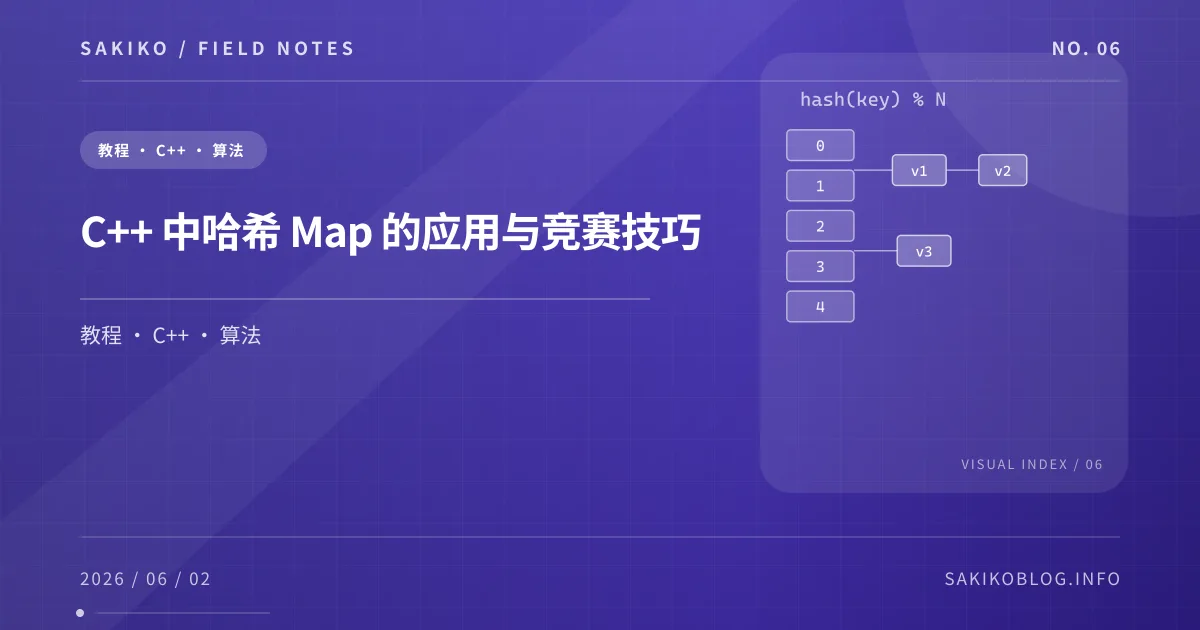 SAKIKO / FIELD NOTES
NO. 06
教程 · C++ · 算法
C++ 中哈希 Map 的应用与竞赛技巧
教程 · C++ · 算法
hash(key) % N
0
1
2
3
4
v1
v2
v3
VISUAL INDEX / 06
2026 / 06 / 02
SAKIKOBLOG.INFO